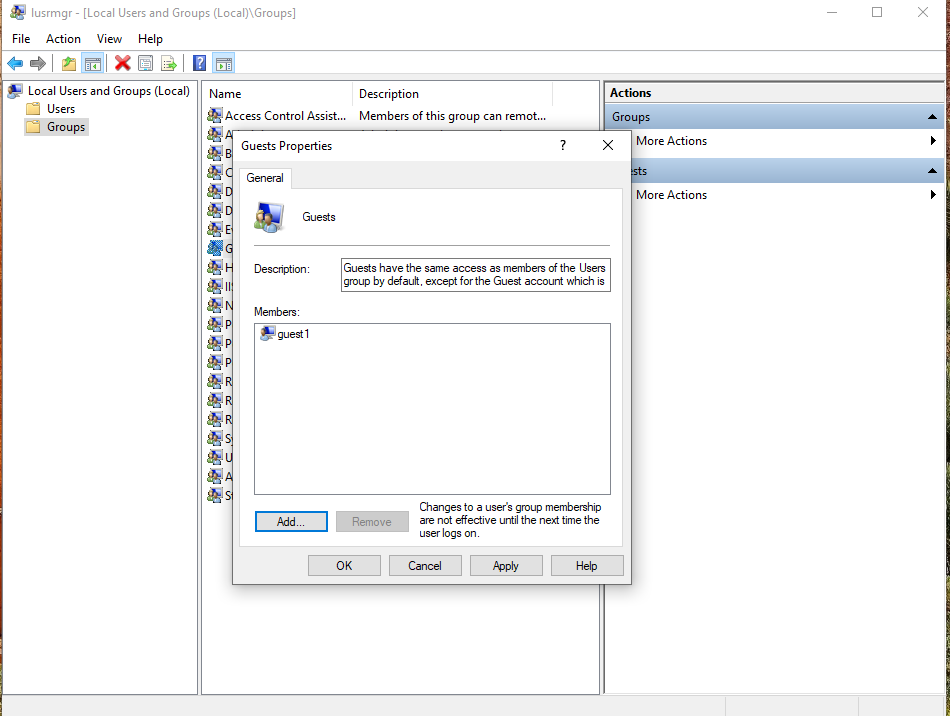 lusrmgr - [Local Users and Groups (Local)\Groups]
File Action View Help
Local Users and Groups (Local)
Users
Groups
Name Description
Access Control Assist... Members of this group can remot...
Guests Properties
General
Guests
Description:
Guests have the same access as members of the Users
group by default, except for the Guest account which is
Members:
guest1
Add...
Remove
Changes to a user's group membership
are not effective until the next time the
user logs on.
OK Cancel Apply Help
Actions
Groups
More Actions
ests
More Actions